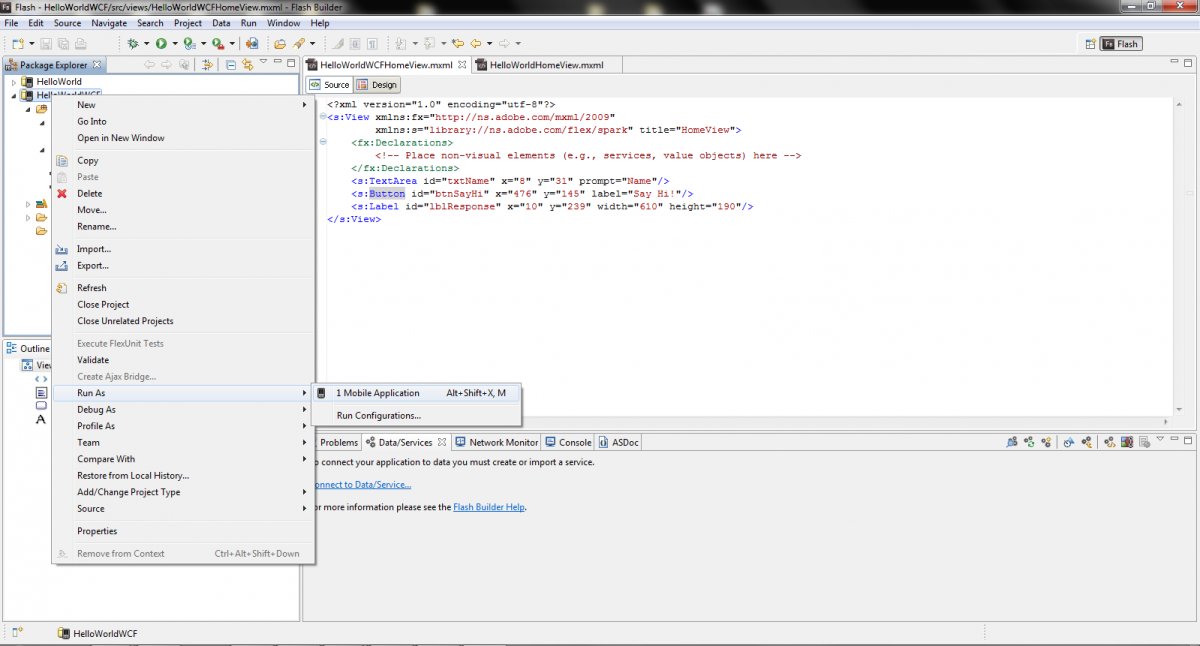 Flash - HelloWorldWCF/src/views/HelloWorldWCFHomeView.mxml - Flash Builder
File Edit Source Navigate Search Project Data Run Window Help
Fs Flash
Package Explorer
HelloWorld
HelloWorldWCF
HelloWorldWCFHomeView.mxml HelloWorldHomeView.mxml
Source Design
<?xml version="1.0" encoding="utf-8"?>
<s:View xmlns:fx="http://ns.adobe.com/mxml/2009"
xmlns:s="library://ns.adobe.com/flex/spark" title="HomeView">
<fx:Declarations>
<!-- Place non-visual elements (e.g., services, value objects) here -->
</fx:Declarations>
<s:TextArea id="txtName" x="8" y="31" prompt="Name"/>
<s:Button id="btnSayHi" x="476" y="145" label="Say Hi!"/>
<s:Label id="lblResponse" x="10" y="239" width="610" height="190"/>
</s:View>
New
Go Into
Open in New Window
Copy
Paste
Delete
Move...
Rename...
Import...
Export...
Refresh
Close Project
Close Unrelated Projects
Execute FlexUnit Tests
Validate
Create Ajax Bridge...
Run As
Debug As
Profile As
Team
Compare With
Restore from Local History...
Add/Change Project Type
Source
Properties
Remove from Context Ctrl+Alt+Shift+Down
1 Mobile Application Alt+Shift+X, M
Run Configurations...
Outline
View
A
Problems Data/Services Network Monitor Console ASDoc
o connect your application to data you must create or import a service.
onnect to Data/Service...
or more information please see the Flash Builder Help.
HelloWorldWCF